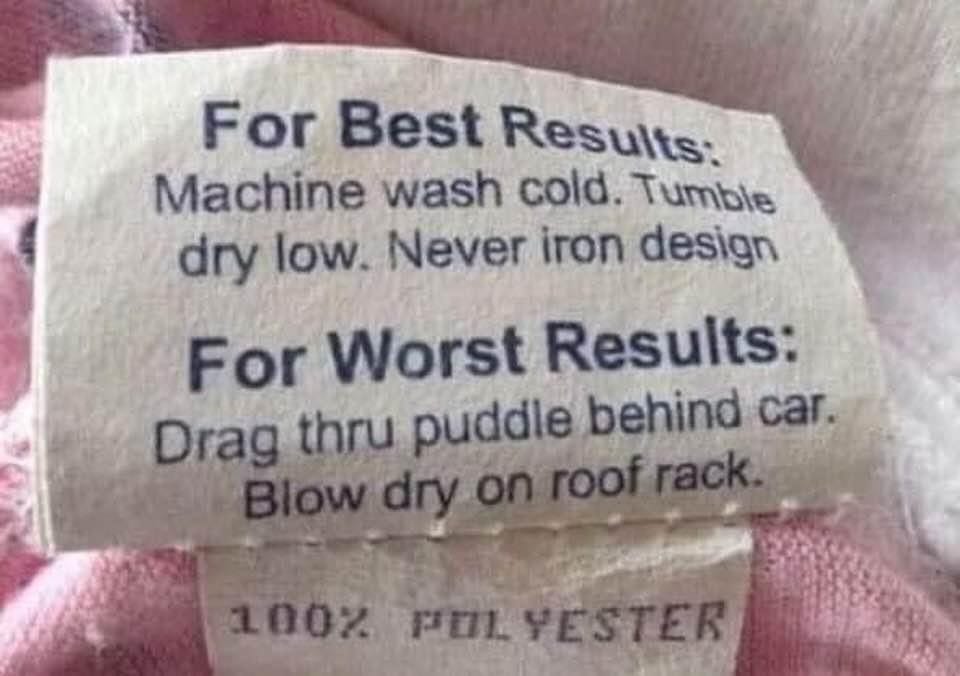 For Best Results:
Machine wash cold. Tumble
dry low. Never iron design
For Worst Results:
Drag thru puddle behind car.
Blow dry on roof rack.
100% POLYESTER